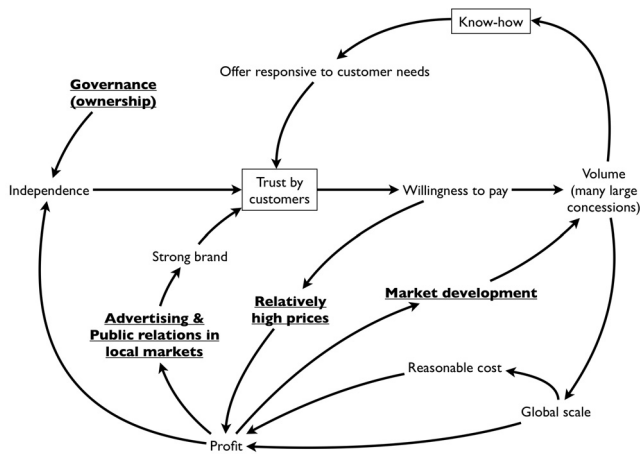 Know-how
Offer responsive to customer needs
Governance
(ownership)
Independence
Trust by
customers
Willingness to pay
Volume
(many large
concessions)
Strong brand
Advertising &
Public relations in
local markets
Relatively
high prices
Market development
Reasonable cost
Global scale
Profit